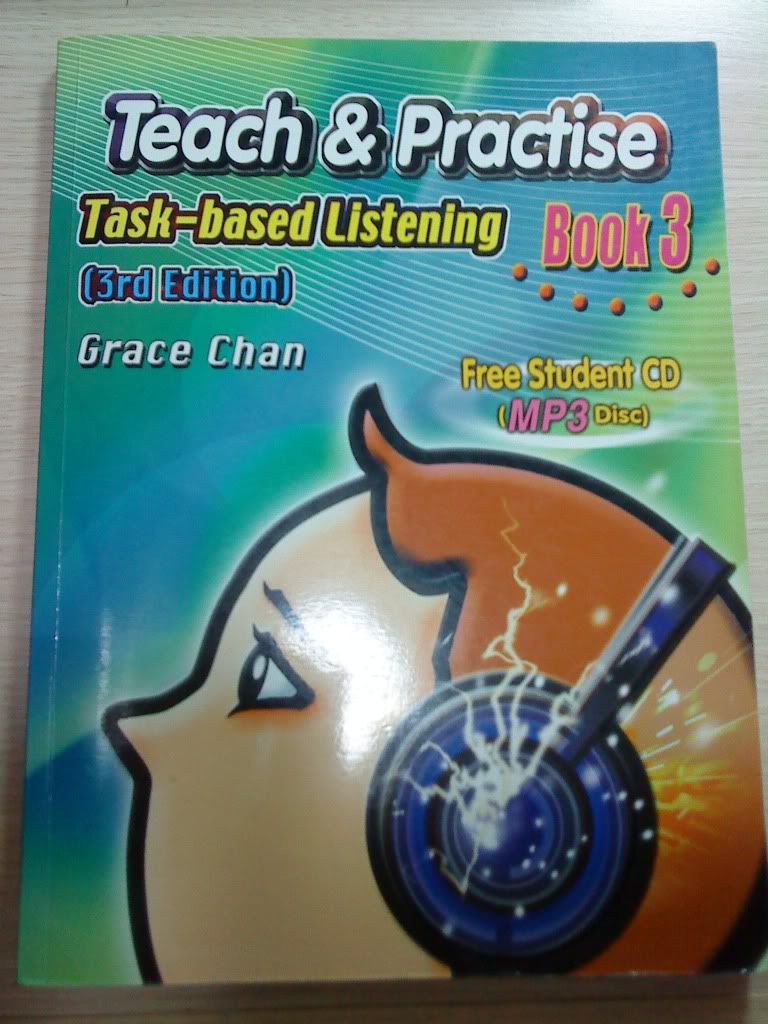 Teach & Practise
Task-based Listening
Book 3
(3rd Edition)
Grace Chan
Free Student CD
(MP3 Disc)